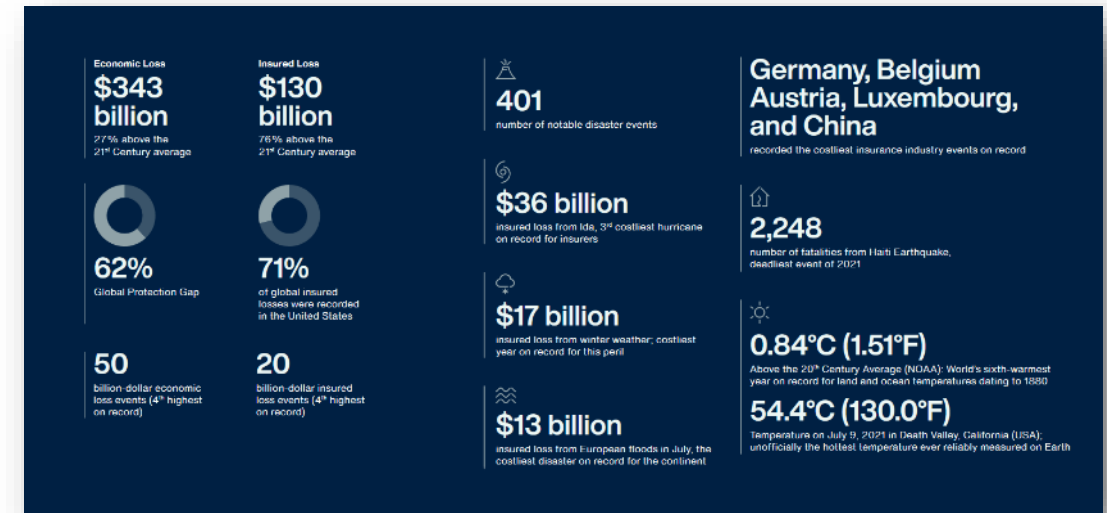 Economic Loss
$343
billion
27% above the
21st Century average
Insured Loss
$130
billion
76% above the
21st Century average
62%
Global Protection Gap
71%
of global insured
losses were recorded
in the United States
50
billion-dollar economic
loss events (4th highest
on record)
20
billion-dollar insured
loss events (4th highest
on record)
401
number of notable disaster events
$36 billion
insured loss from Ida, 3rd costliest hurricane
on record for insurers
$17 billion
insured loss from winter weather; costliest
year on record for this peril
$13 billion
insured loss from European floods in July, the
costliest disaster on record for the continent
Germany, Belgium
Austria, Luxembourg,
and China
recorded the costliest insurance industry events on record
2,248
number of fatalities from Haiti Earthquake,
deadliest event of 2021
0.84°C (1.51°F)
Above the 20th Century Average (NOAA): World's sixth-warmest
year on record for land and ocean temperatures dating to 1880
54.4°C (130.0°F)
Temperature on July 9, 2021 in Death Valley, California (USA);
unofficially the hottest temperature ever reliably measured on Earth